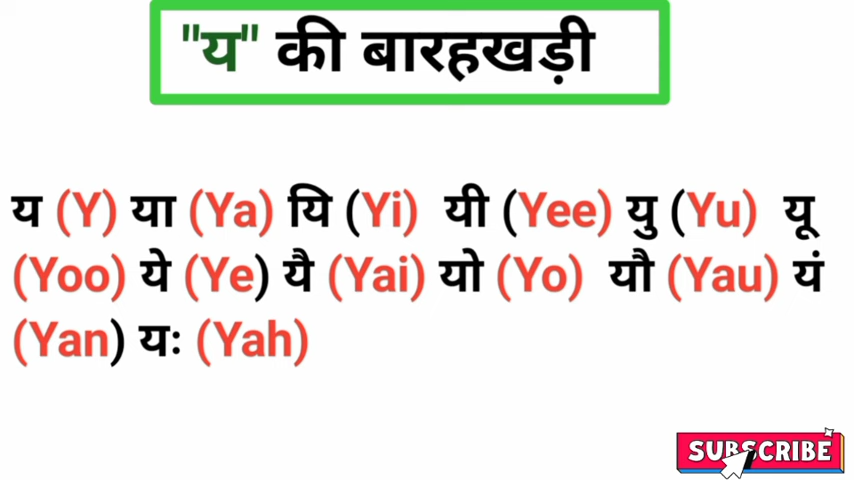 "य" की बारहखड़ी
य (Y) या (Ya) यि (Yi) यी (Yee) यु (Yu) यू
(Yoo) ये (Ye) यै (Yai) यो (Yo) यौ (Yau) यं
(Yan) यः (Yah)
SUBSCRIBE